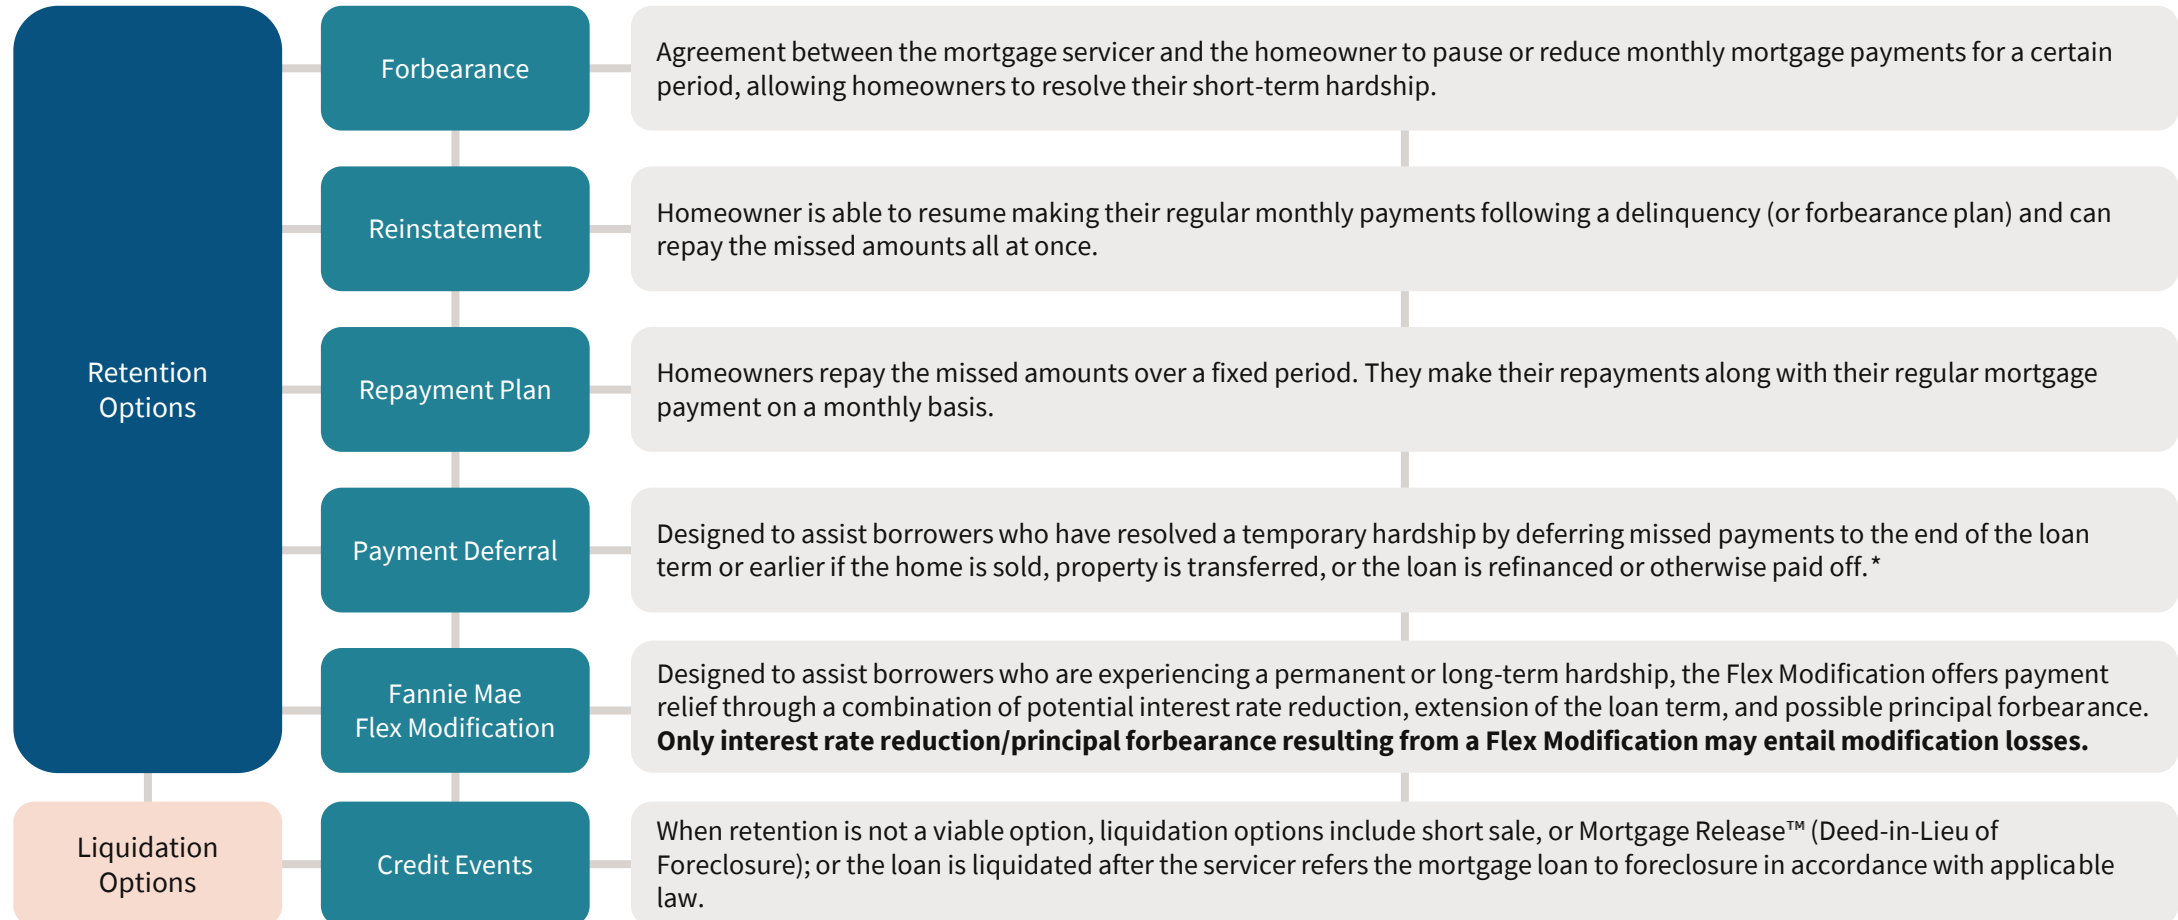 Retention
Options
Forbearance
Agreement between the mortgage servicer and the homeowner to pause or reduce monthly mortgage payments for a certain
period, allowing homeowners to resolve their short-term hardship.
Reinstatement
Homeowner is able to resume making their regular monthly payments following a delinquency (or forbearance plan) and can
repay the missed amounts all at once.
Repayment Plan
Homeowners repay the missed amounts over a fixed period. They make their repayments along with their regular mortgage
payment on a monthly basis.
Payment Deferral
Designed to assist borrowers who have resolved a temporary hardship by deferring missed payments to the end of the loan
term or earlier if the home is sold, property is transferred, or the loan is refinanced or otherwise paid off.*
Fannie Mae
Flex Modification
Designed to assist borrowers who are experiencing a permanent or long-term hardship, the Flex Modification offers payment
relief through a combination of potential interest rate reduction, extension of the loan term, and possible principal forbearance.
Only interest rate reduction/principal forbearance resulting from a Flex Modification may entail modification losses.
Liquidation
Options
Credit Events
When retention is not a viable option, liquidation options include short sale, or Mortgage Release™ (Deed-in-Lieu of
Foreclosure); or the loan is liquidated after the servicer refers the mortgage loan to foreclosure in accordance with applicable
law.